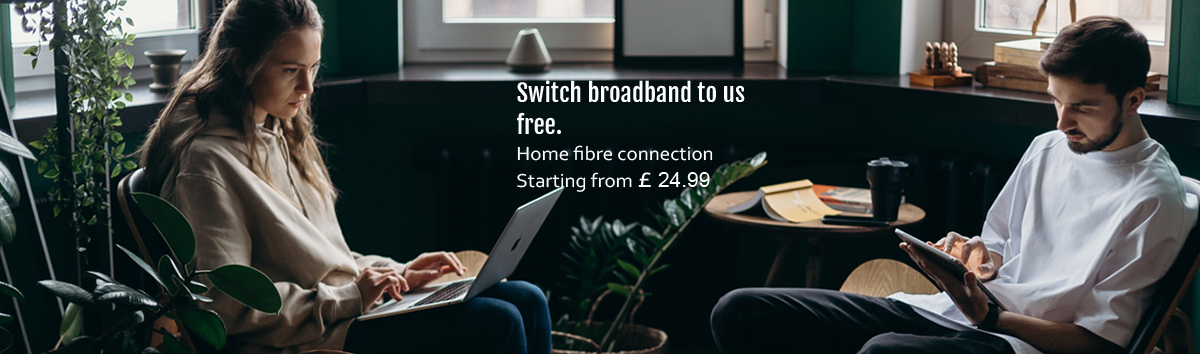 Switch broadband to us
free.
Home fibre connection
Starting from £ 24.99